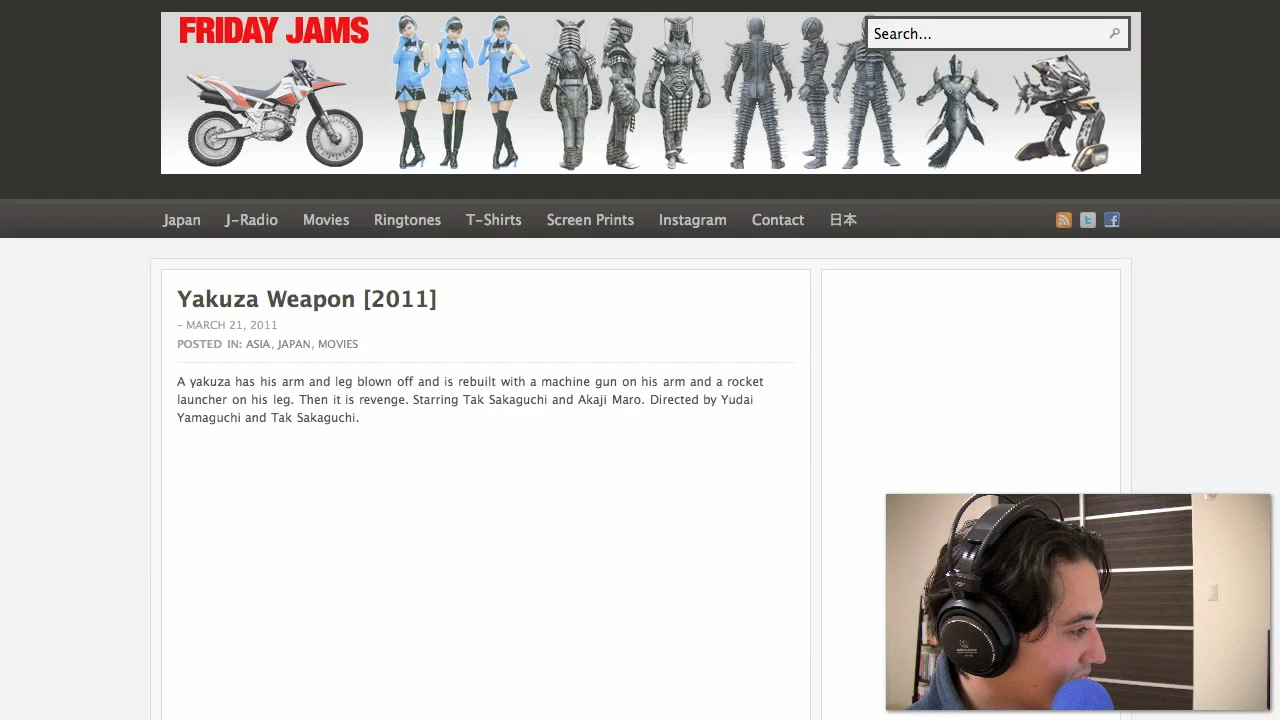 FRIDAY JAMS
Search...
Japan J-Radio Movies Ringtones T-Shirts Screen Prints Instagram Contact 日本
Yakuza Weapon [2011]
– MARCH 21, 2011
POSTED IN: ASIA, JAPAN, MOVIES
A yakuza has his arm and leg blown off and is rebuilt with a machine gun on his arm and a rocket
launcher on his leg. Then it is revenge. Starring Tak Sakaguchi and Akaji Maro. Directed by Yudai
Yamaguchi and Tak Sakaguchi.